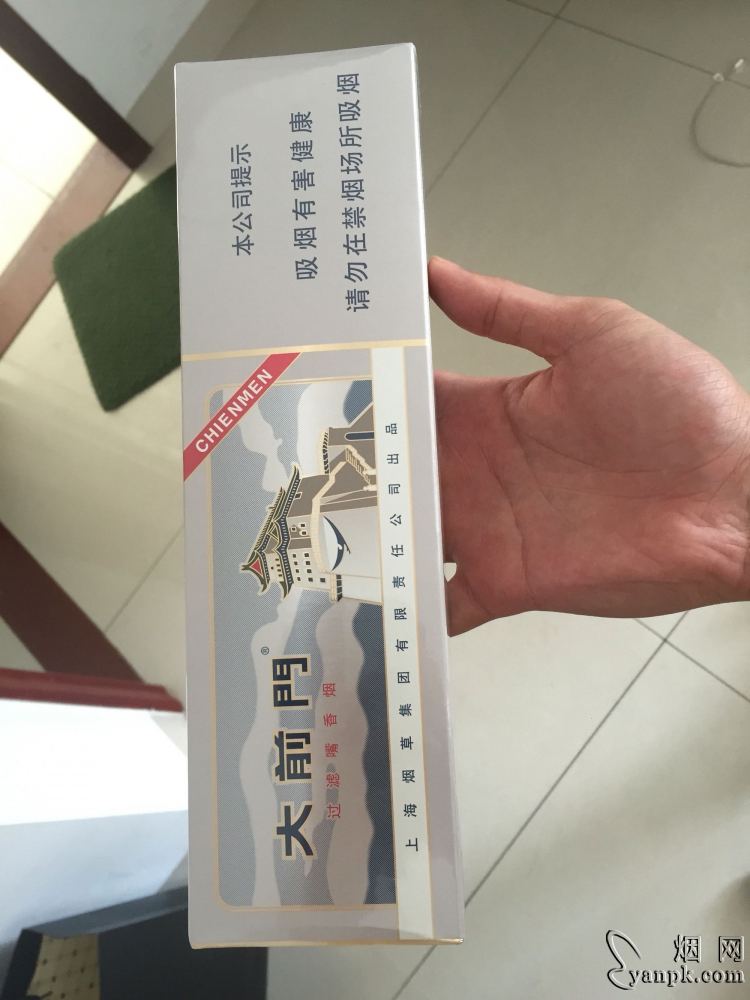 本公司提示
吸烟有害健康
请勿在禁烟场所吸烟
CHIENMEN
大前門®
过滤嘴香烟
上海烟草集团有限责任公司出品
烟网
yanpk.com